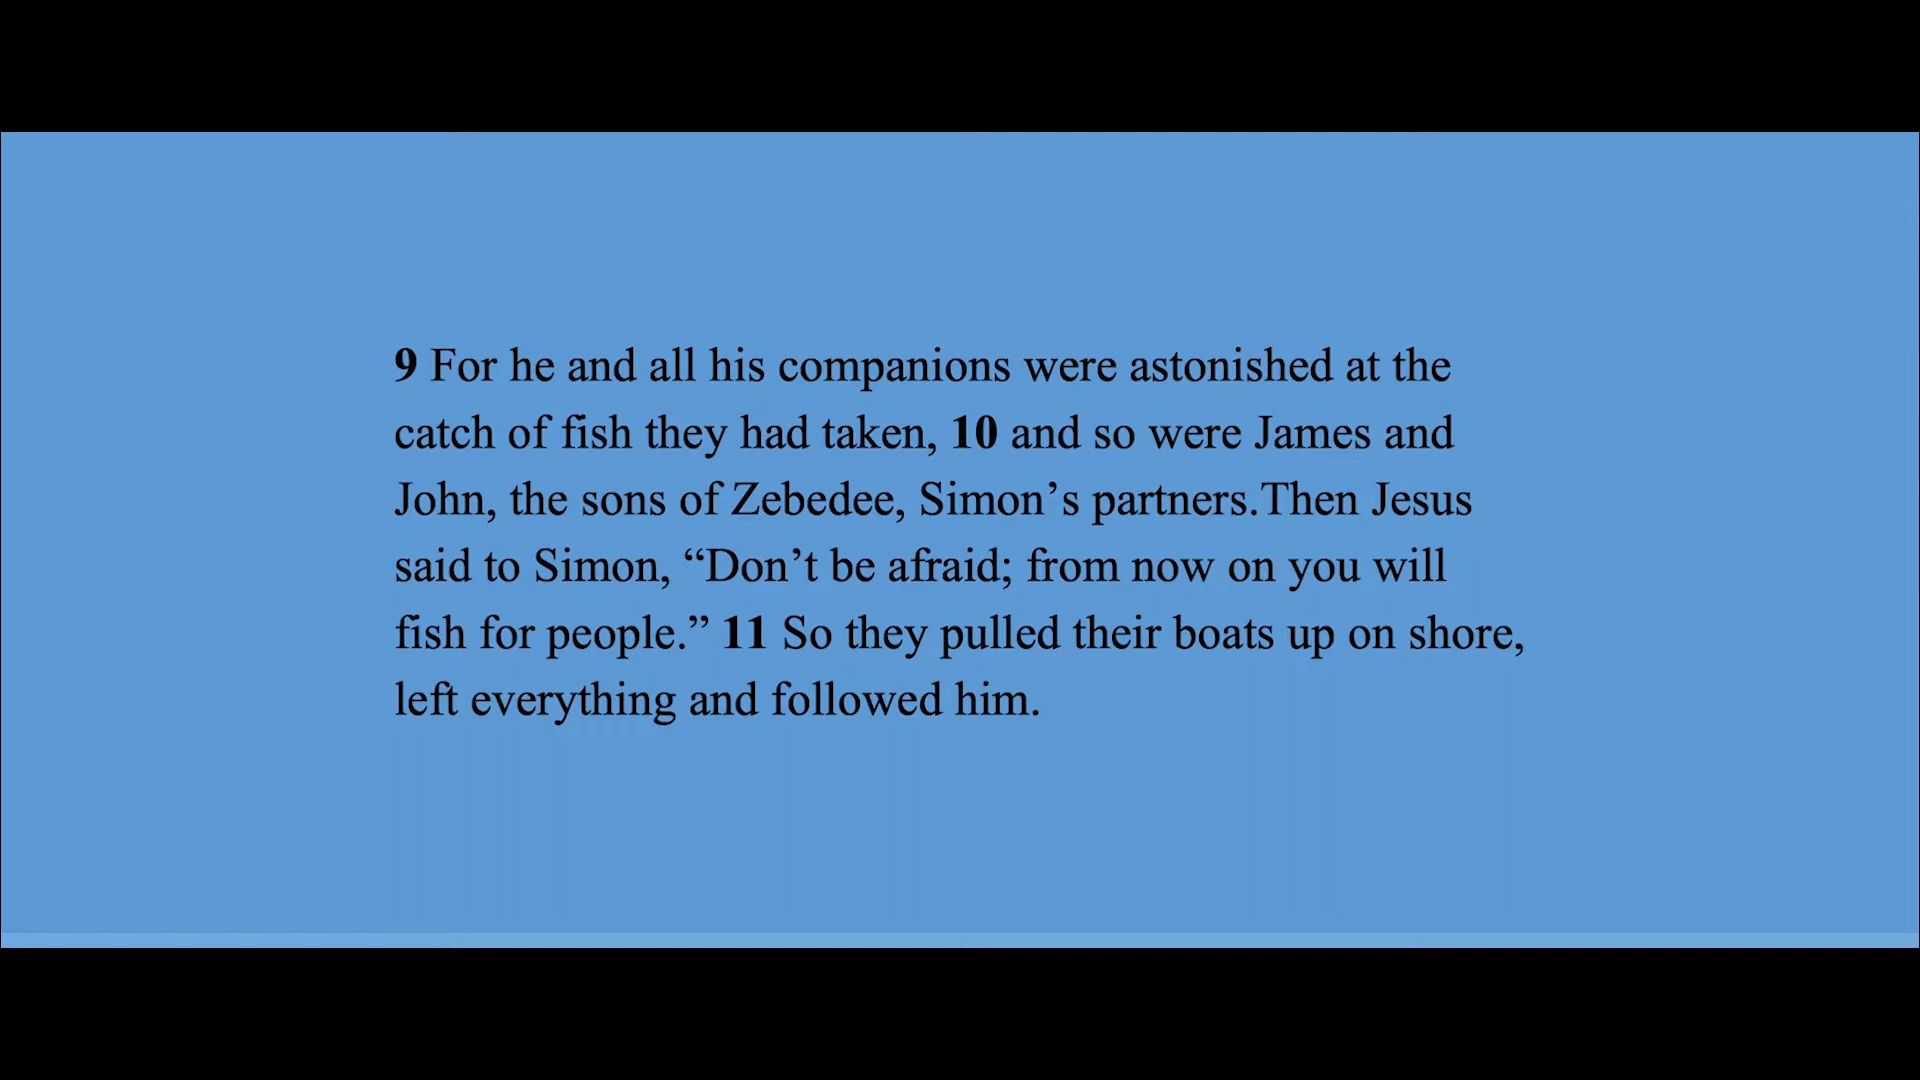 9 For he and all his companions were astonished at the
catch of fish they had taken, 10 and so were James and
John, the sons of Zebedee, Simon’s partners.Then Jesus
said to Simon, “Don’t be afraid; from now on you will
fish for people.” 11 So they pulled their boats up on shore,
left everything and followed him.